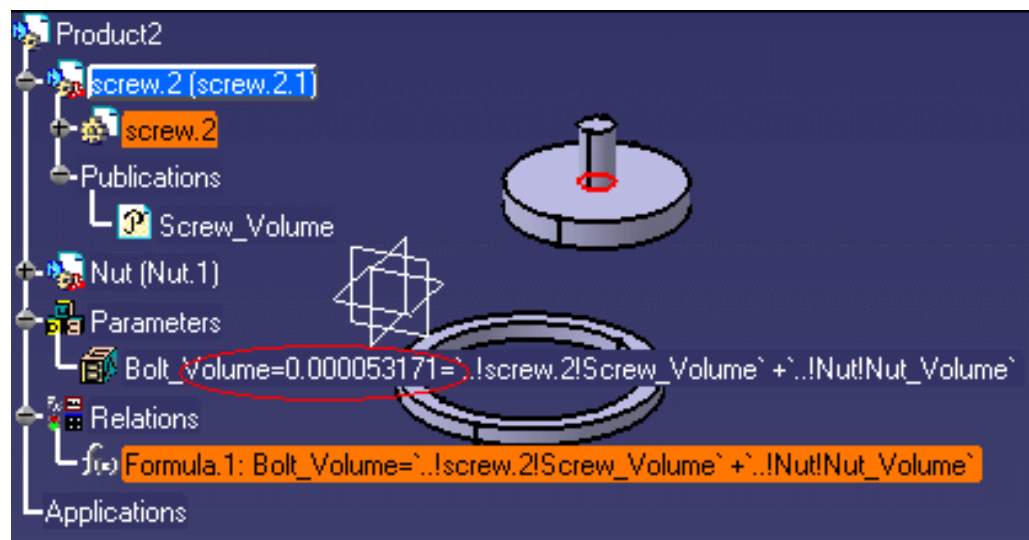 Product2
screw.2 (screw.2.1)
screw.2
Publications
Screw_Volume
Nut (Nut.1)
Parameters
Bolt_Volume=0.000053171=`..!screw.2!Screw_Volume` +`..!Nut!Nut_Volume`
Relations
Formula.1: Bolt_Volume=`..!screw.2!Screw_Volume` +`..!Nut!Nut_Volume`
Applications